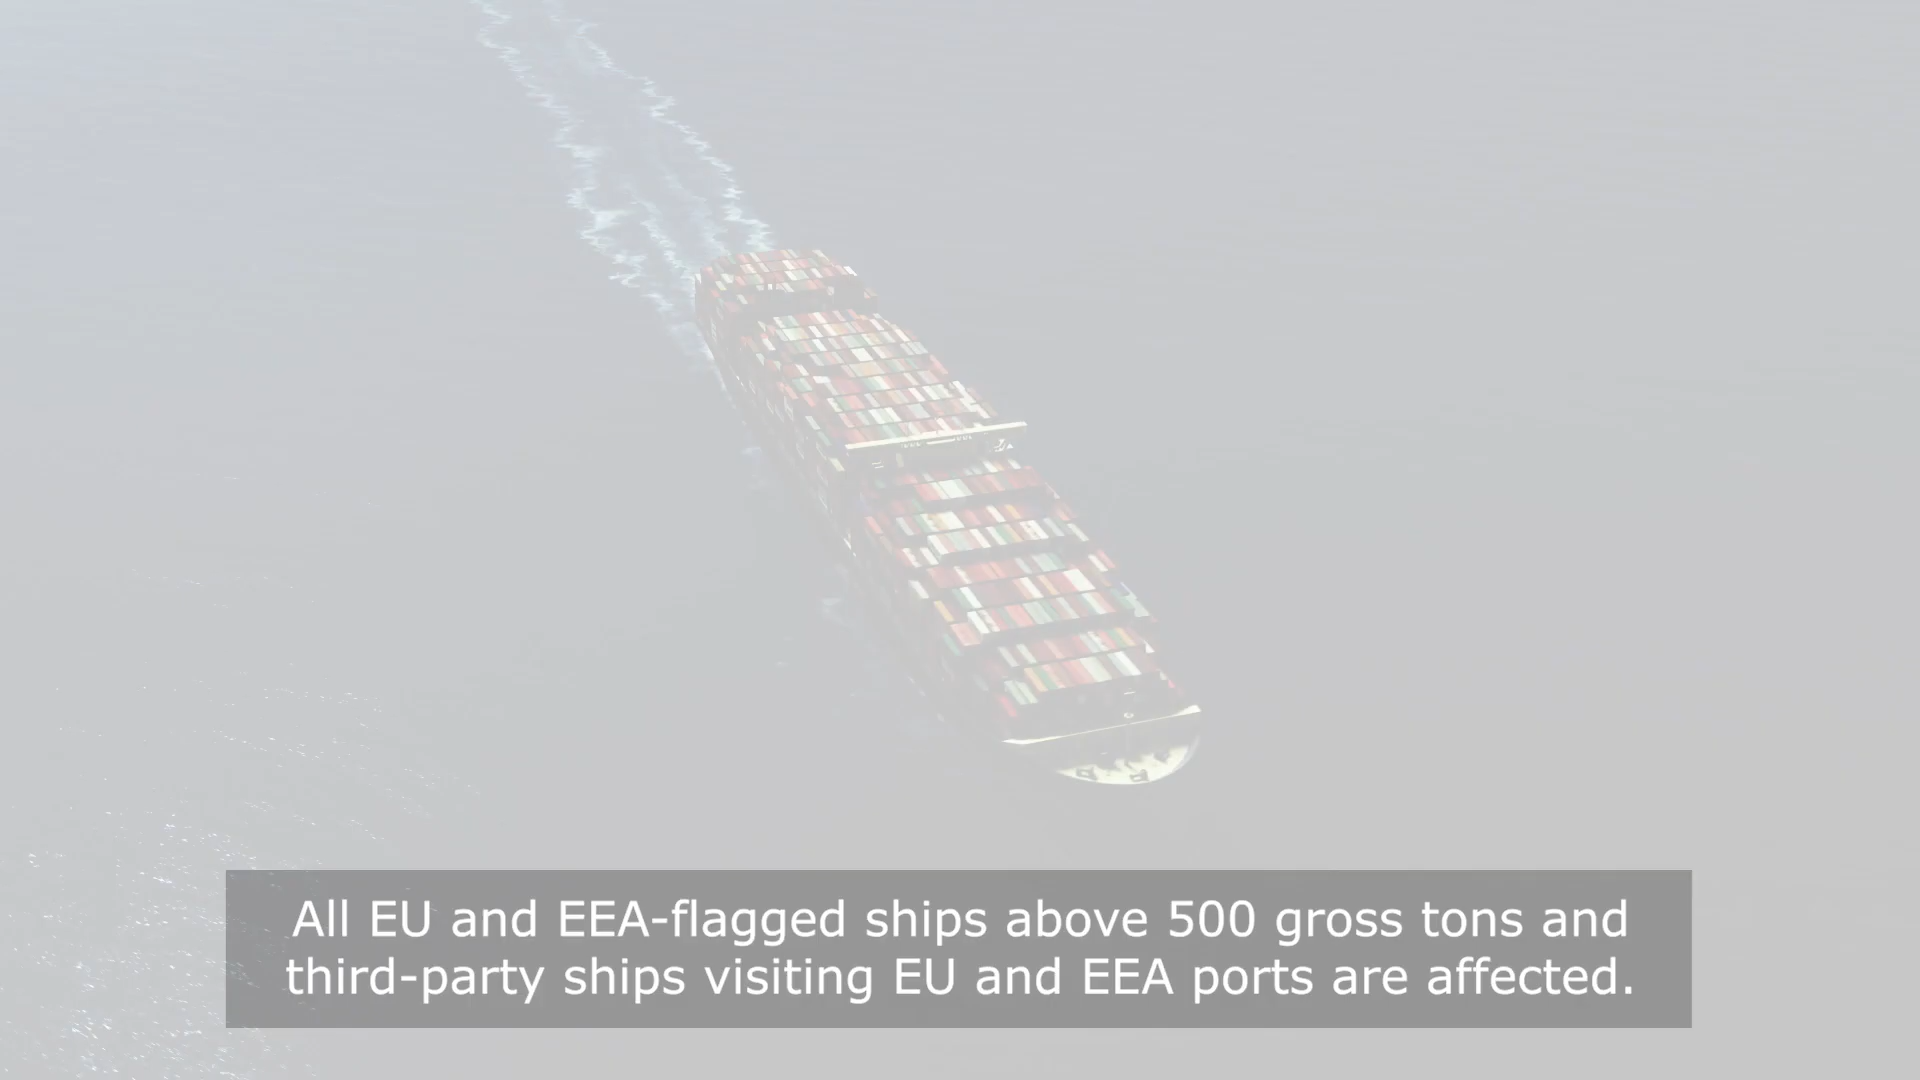 All EU and EEA-flagged ships above 500 gross tons and
third-party ships visiting EU and EEA ports are affected.